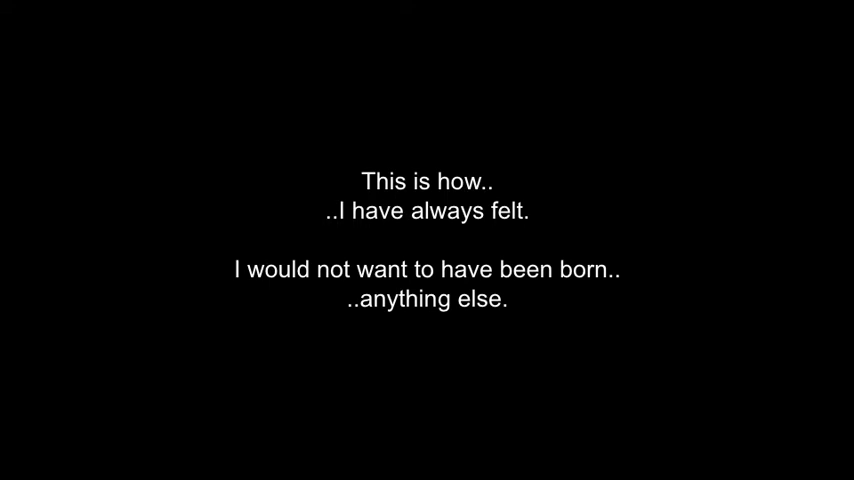 This is how..
..I have always felt.
I would not want to have been born..
..anything else.